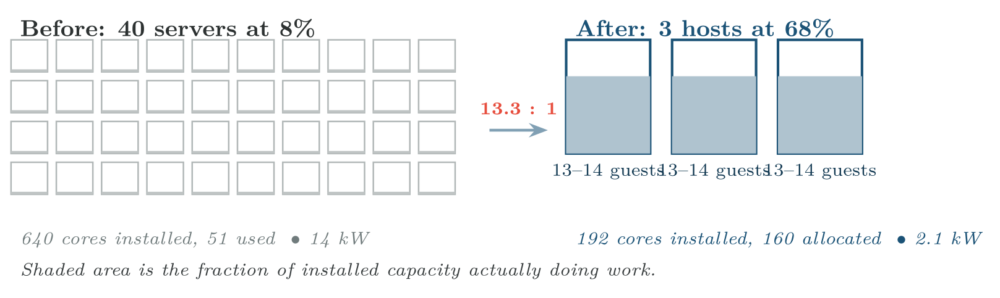 Before: 40 servers at 8%
After: 3 hosts at 68%
13.3 : 1
13–14 guests
13–14 guests
13–14 guests
640 cores installed, 51 used • 14 kW
192 cores installed, 160 allocated • 2.1 kW
Shaded area is the fraction of installed capacity actually doing work.